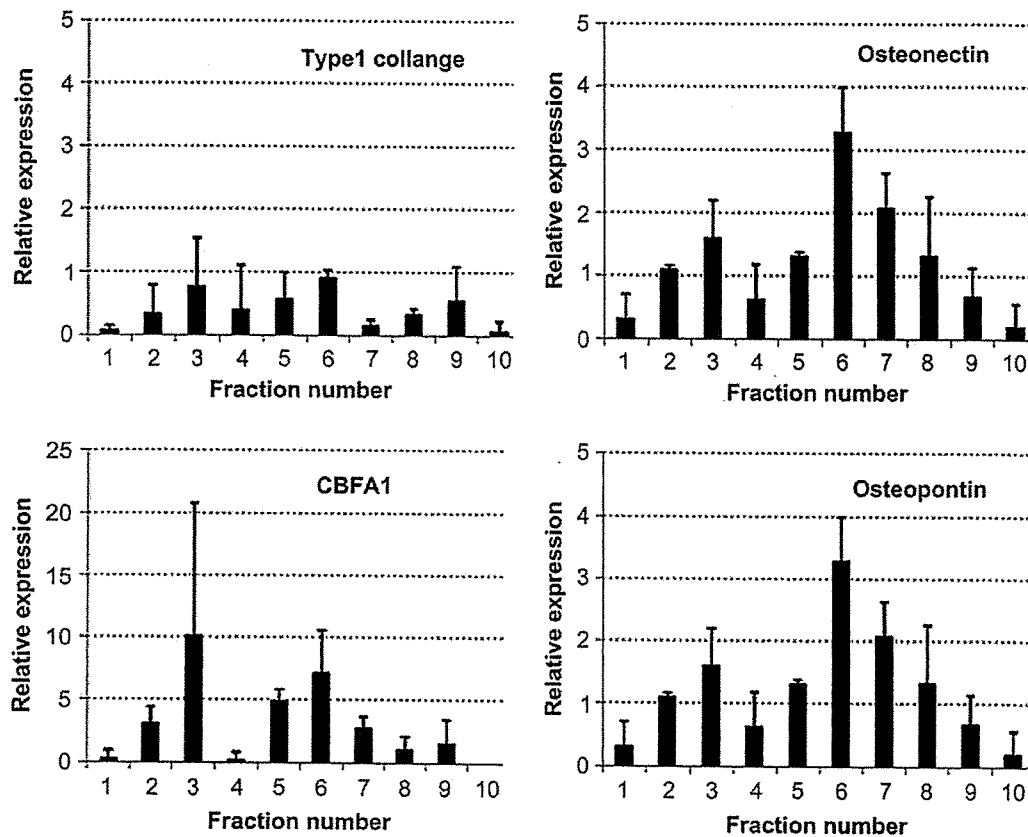 Type1 collange
Relative expression
5
4
3
2
1
0
1 2 3 4 5 6 7 8 9 10
Fraction number
Osteonectin
Relative expression
5
4
3
2
1
0
1 2 3 4 5 6 7 8 9 10
Fraction number
CBFA1
Relative expression
25
20
15
10
5
0
1 2 3 4 5 6 7 8 9 10
Fraction number
Osteopontin
Relative expression
5
4
3
2
1
0
1 2 3 4 5 6 7 8 9 10
Fraction number